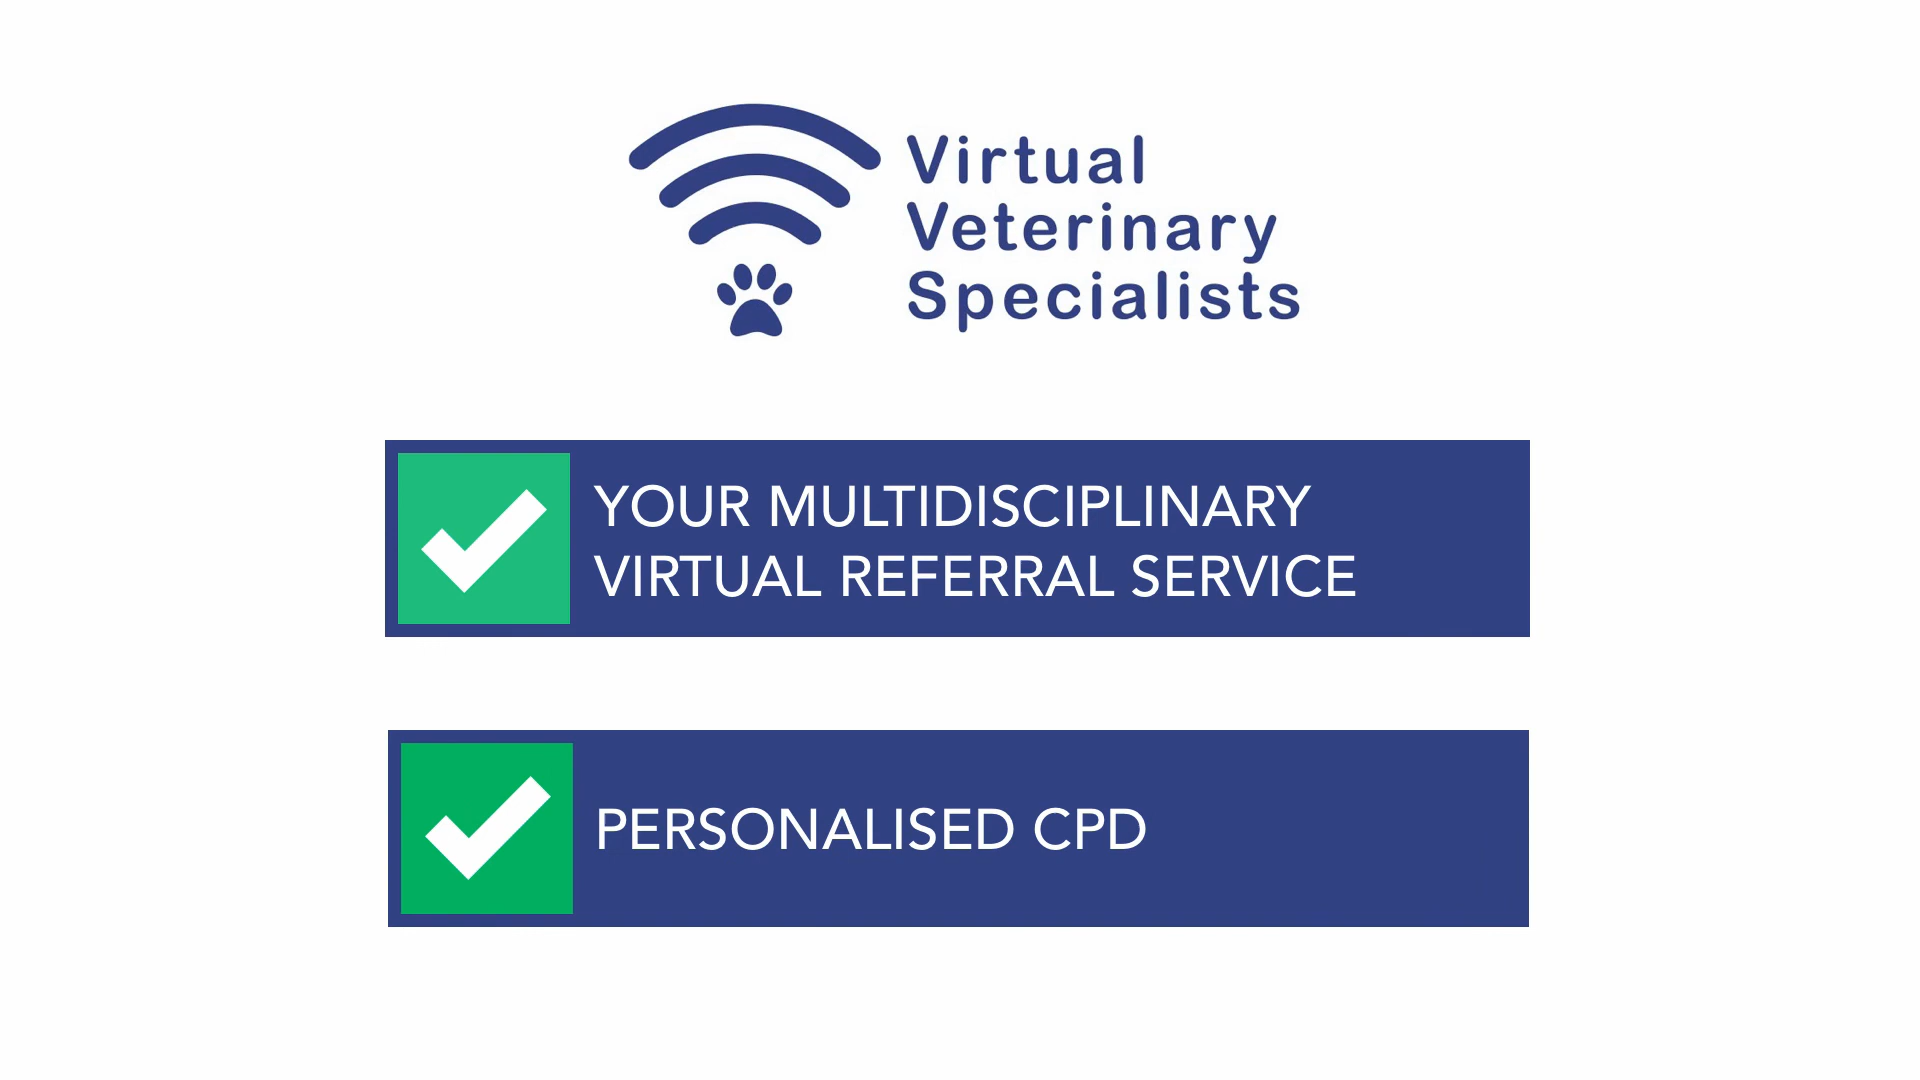 Virtual
Veterinary
Specialists
YOUR MULTIDISCIPLINARY
VIRTUAL REFERRAL SERVICE
PERSONALISED CPD